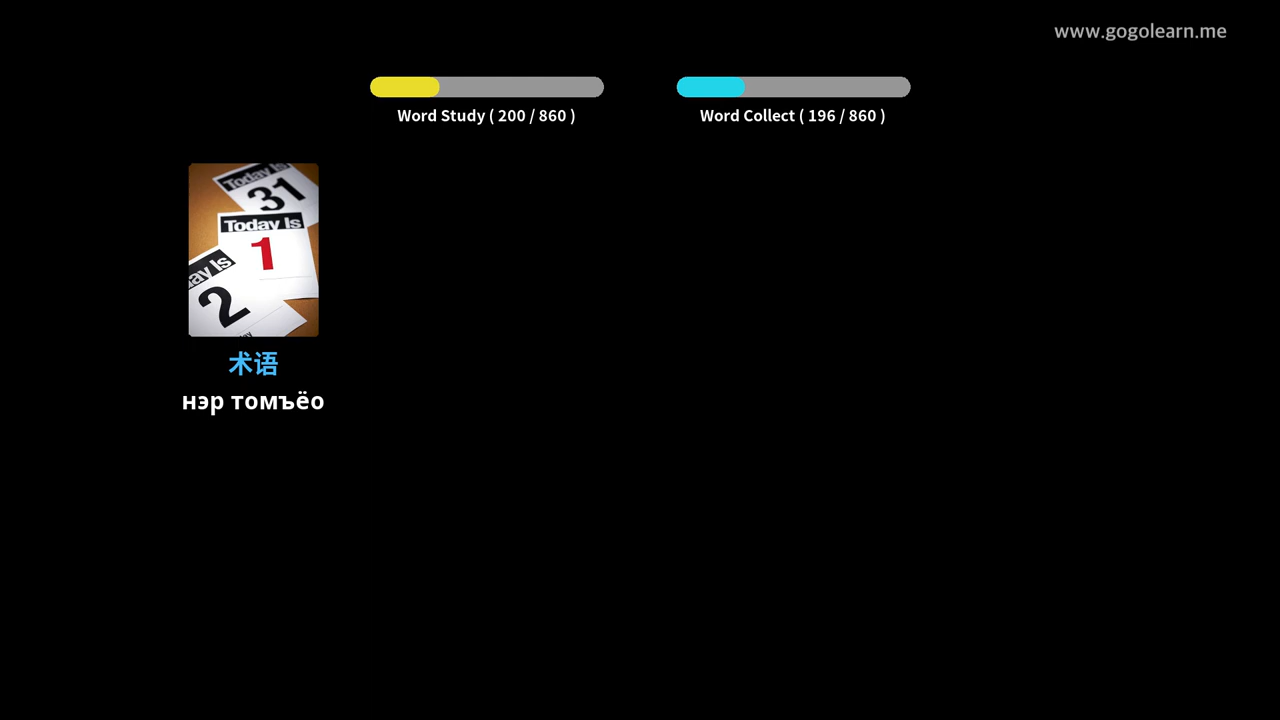 www.gogolearn.me
Word Study ( 200 / 860 )
Word Collect ( 196 / 860 )
Today Is
31
Today Is
1
ay Is
2
术语
нэр томъёо